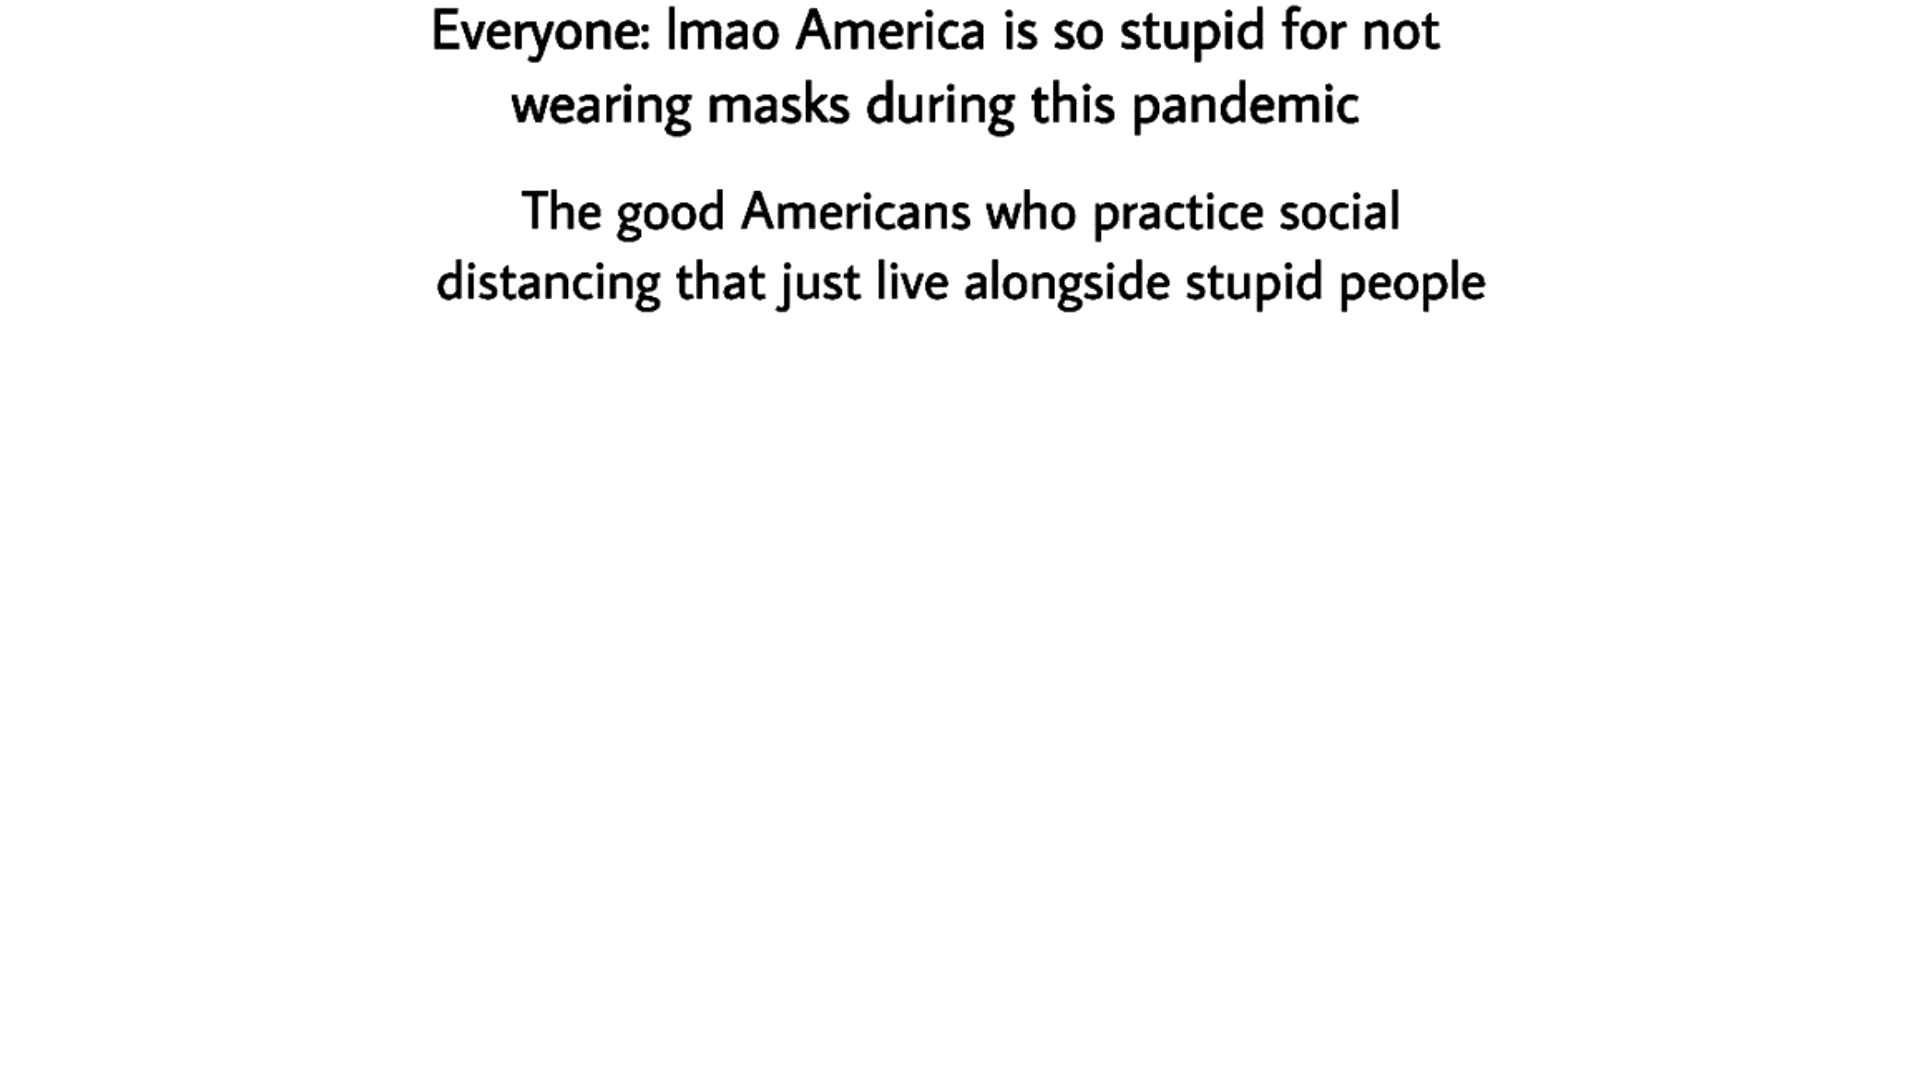 Everyone: lmao America is so stupid for not
wearing masks during this pandemic
The good Americans who practice social
distancing that just live alongside stupid people